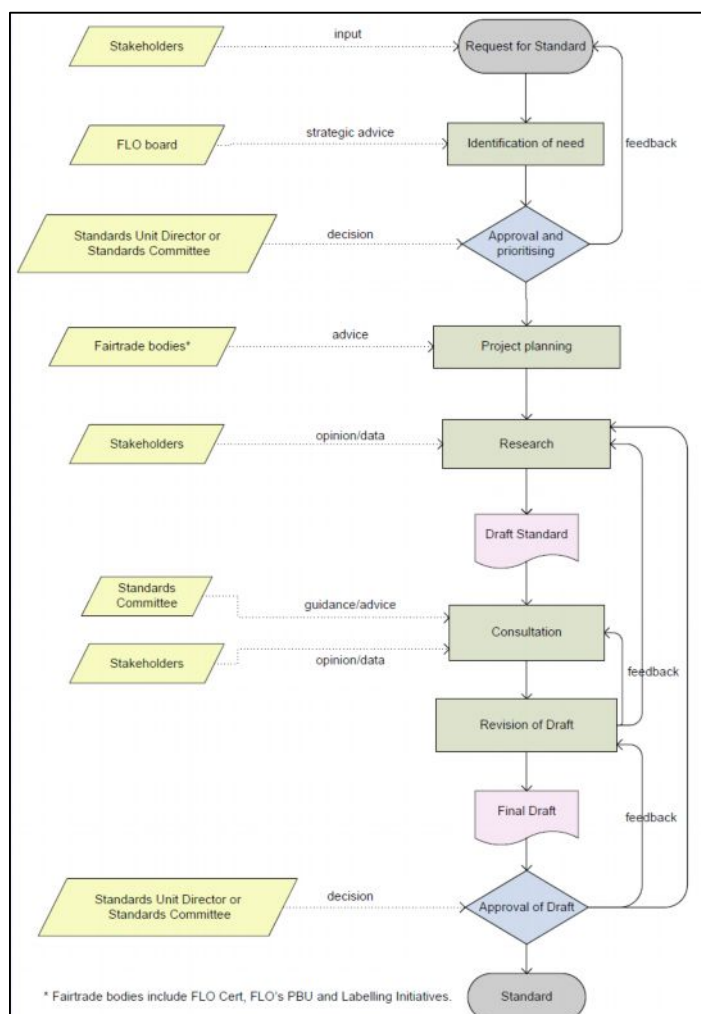 input
Stakeholders
Request for Standard
strategic advice
FLO board
Identification of need
feedback
Standards Unit Director or
Standards Committee
decision
Approval and
prioritising
Fairtrade bodies*
advice
Project planning
Stakeholders
opinion/data
Research
Draft Standard
Standards
Committee
guidance/advice
Consultation
Stakeholders
opinion/data
feedback
Revision of Draft
Final Draft
feedback
Standards Unit Director or
Standards Committee
decision
Approval of Draft
* Fairtrade bodies include FLO Cert, FLO's PBU and Labelling Initiatives.
Standard